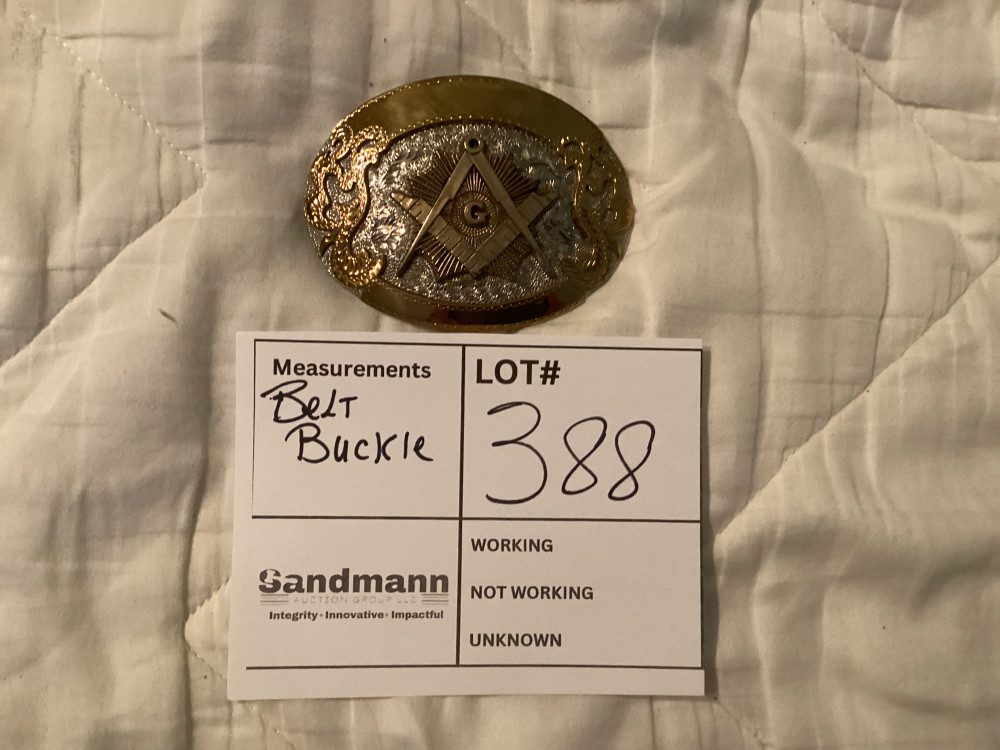 G
Measurements
Belt
Buckle
LOT#
388
Sandmann
AUCTION GROUP LLC
Integrity · Innovative · Impactful
WORKING
NOT WORKING
UNKNOWN